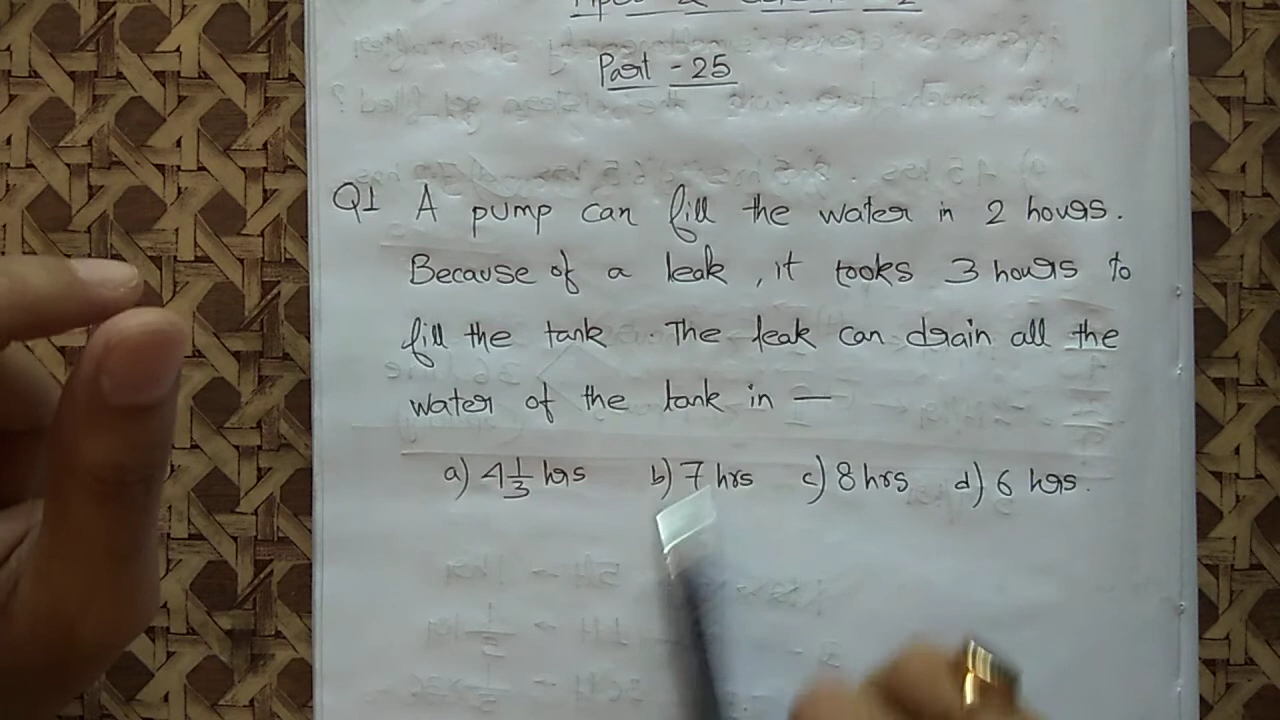 Part - 25
Q1 A pump can fill the water in 2 hours.
Because of a leak, it tooks 3 hours to
fill the tank. The leak can drain all the
water of the tank in —
a) 4 1/3 hrs b) 7 hrs c) 8 hrs d) 6 hrs.